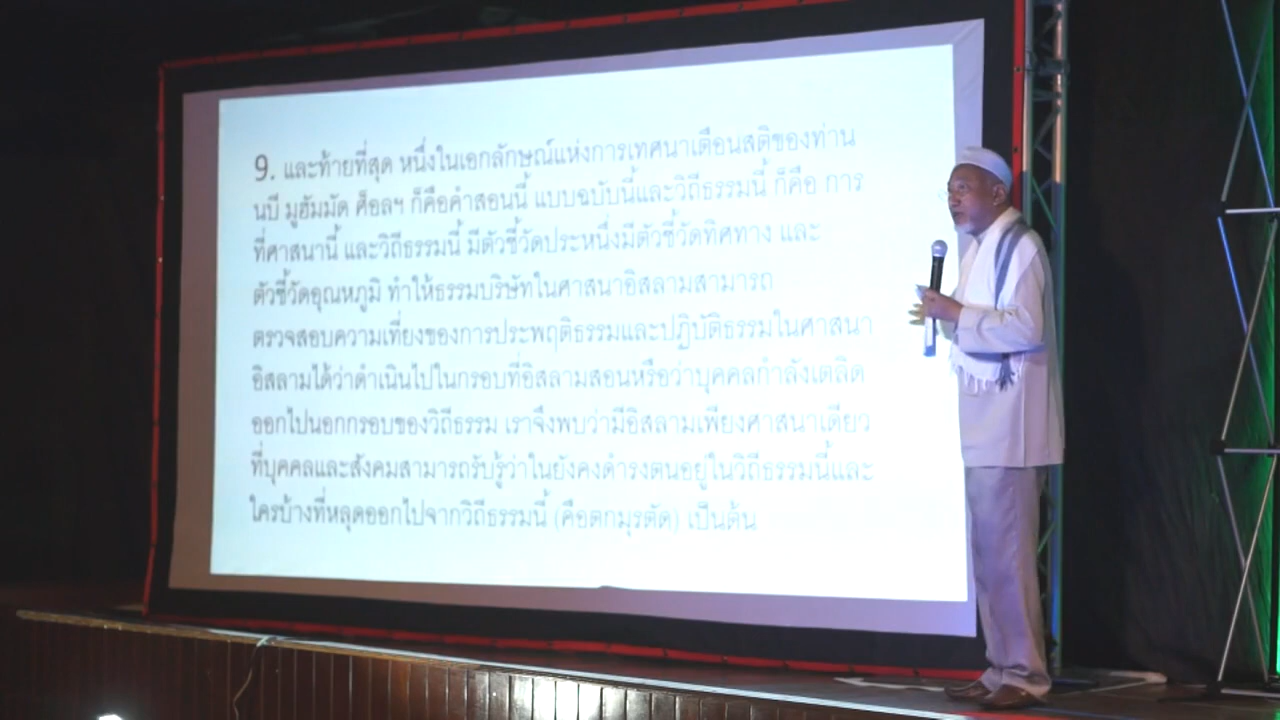 9. และท้ายที่สุด หนึ่งในเอกลักษณ์แห่งการเทศนาเตือนสติของท่าน
นบี มูฮัมมัด ศ็อลฯ ก็คือคำสอนนี้ แบบฉบับนี้และวิถีธรรมนี้ ก็คือ การ
ที่ศาสนานี้ และวิถีธรรมนี้ มีตัวชี้วัดประหนึ่งมีตัวชี้วัดทิศทาง และ
ตัวชี้วัดอุณหภูมิ ทำให้ธรรมบริษัทในศาสนาอิสลามสามารถ
ตรวจสอบความเที่ยงของการประพฤติธรรมและปฏิบัติธรรมในศาสนา
อิสลามได้ว่าดำเนินไปในกรอบที่อิสลามสอนหรือว่าบุคคลกำลังเตลิด
ออกไปนอกกรอบของวิถีธรรม เราจึงพบว่ามีอิสลามเพียงศาสนาเดียว
ที่บุคคลและสังคมสามารถรับรู้ว่าในยังคงดำรงตนอยู่ในวิถีธรรมนี้และ
ใครบ้างที่หลุดออกไปจากวิถีธรรมนี้ (คือตกมุรตัด) เป็นต้น